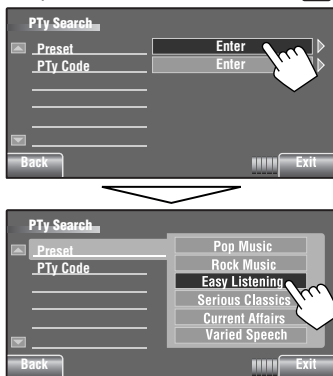 PTy Search
Preset Enter
PTy Code Enter
Back Exit
PTy Search
Preset
PTy Code
Pop Music
Rock Music
Easy Listening
Serious Classics
Current Affairs
Varied Speech
Back Exit